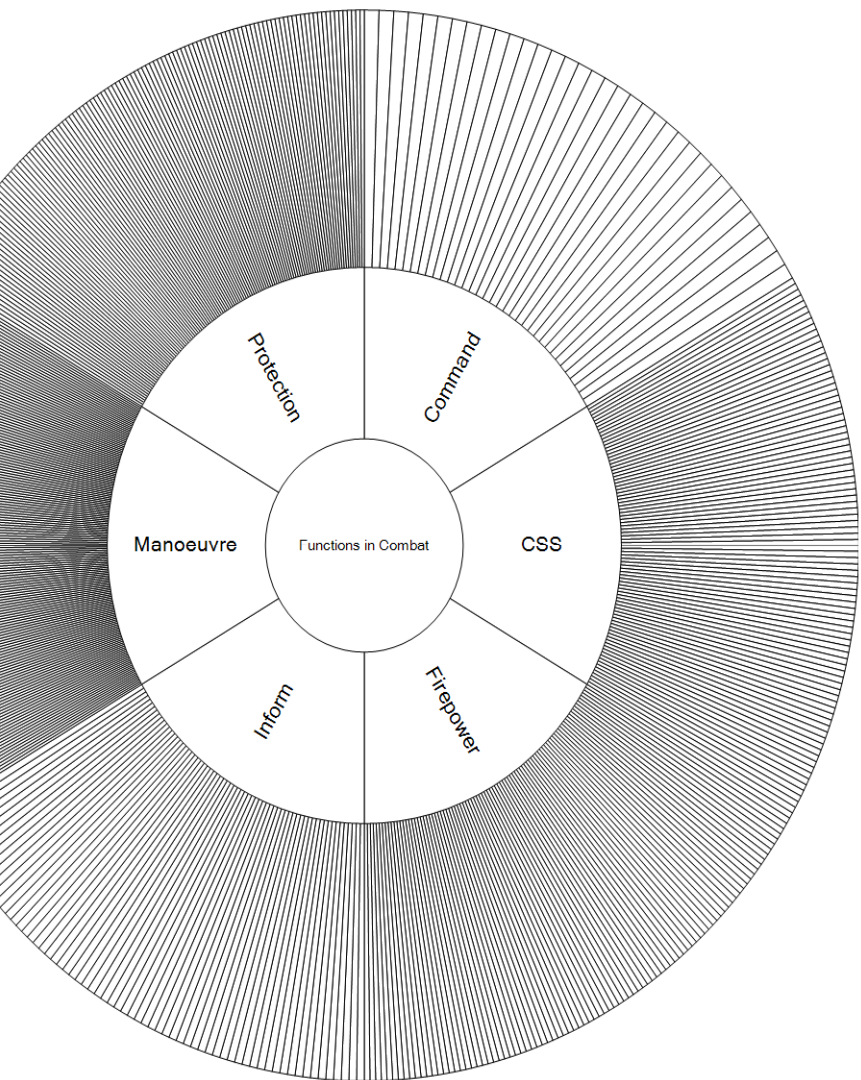 Protection
Command
Manoeuvre
Functions in Combat
CSS
Inform
Firepower